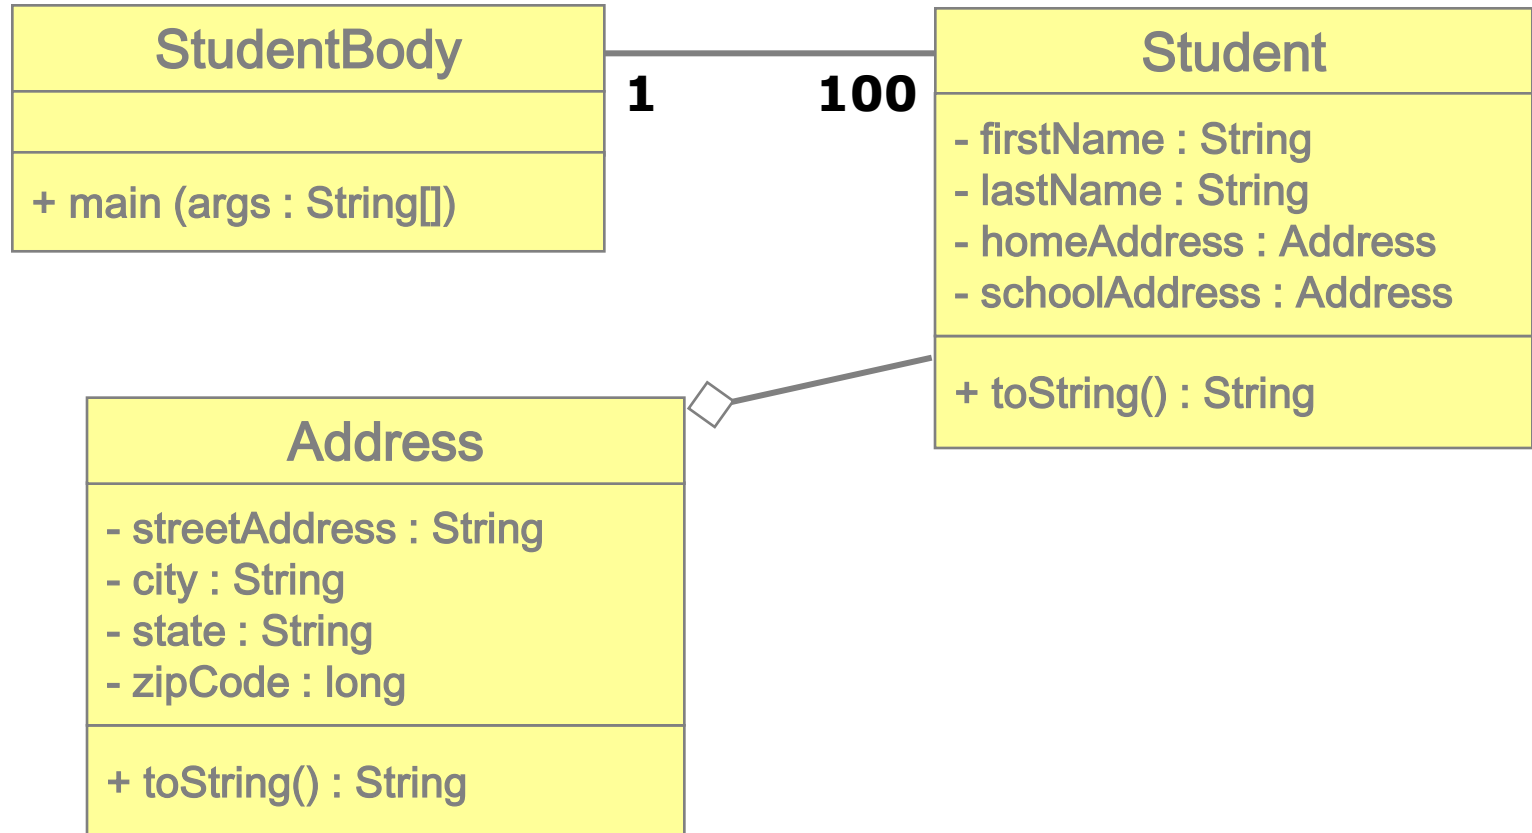 StudentBody
+ main (args : String[])
1
100
Student
- firstName : String
- lastName : String
- homeAddress : Address
- schoolAddress : Address
+ toString() : String
Address
- streetAddress : String
- city : String
- state : String
- zipCode : long
+ toString() : String